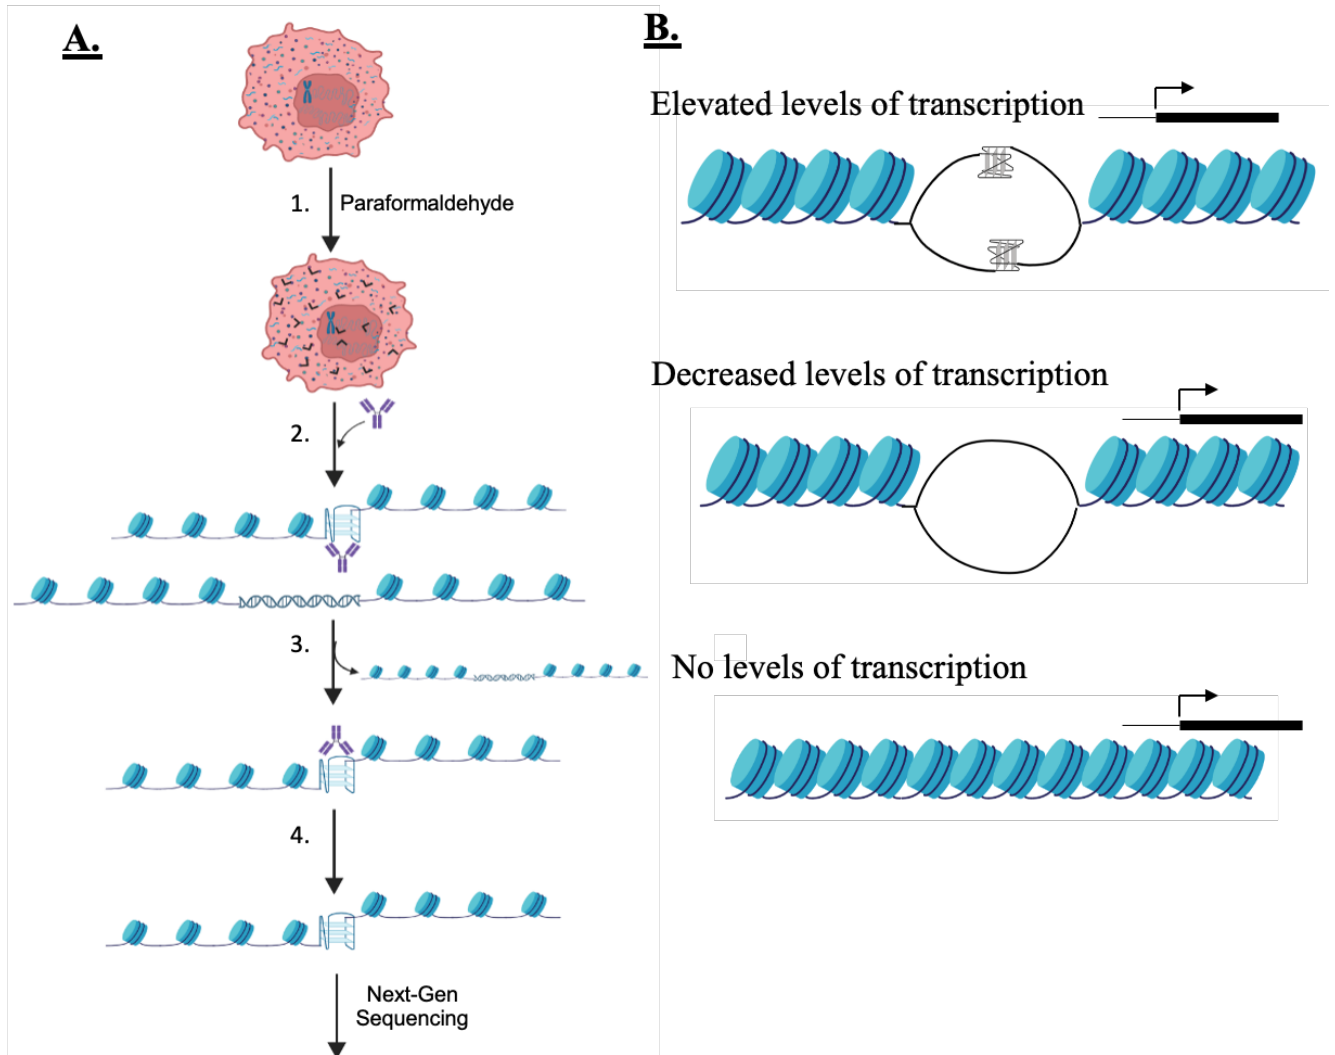 A.
1. Paraformaldehyde
2.
3.
4.
Next-Gen
Sequencing
B.
Elevated levels of transcription
Decreased levels of transcription
No levels of transcription